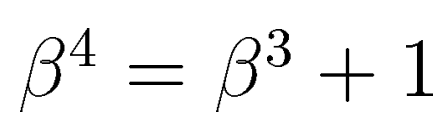 β⁴ = β³ + 1